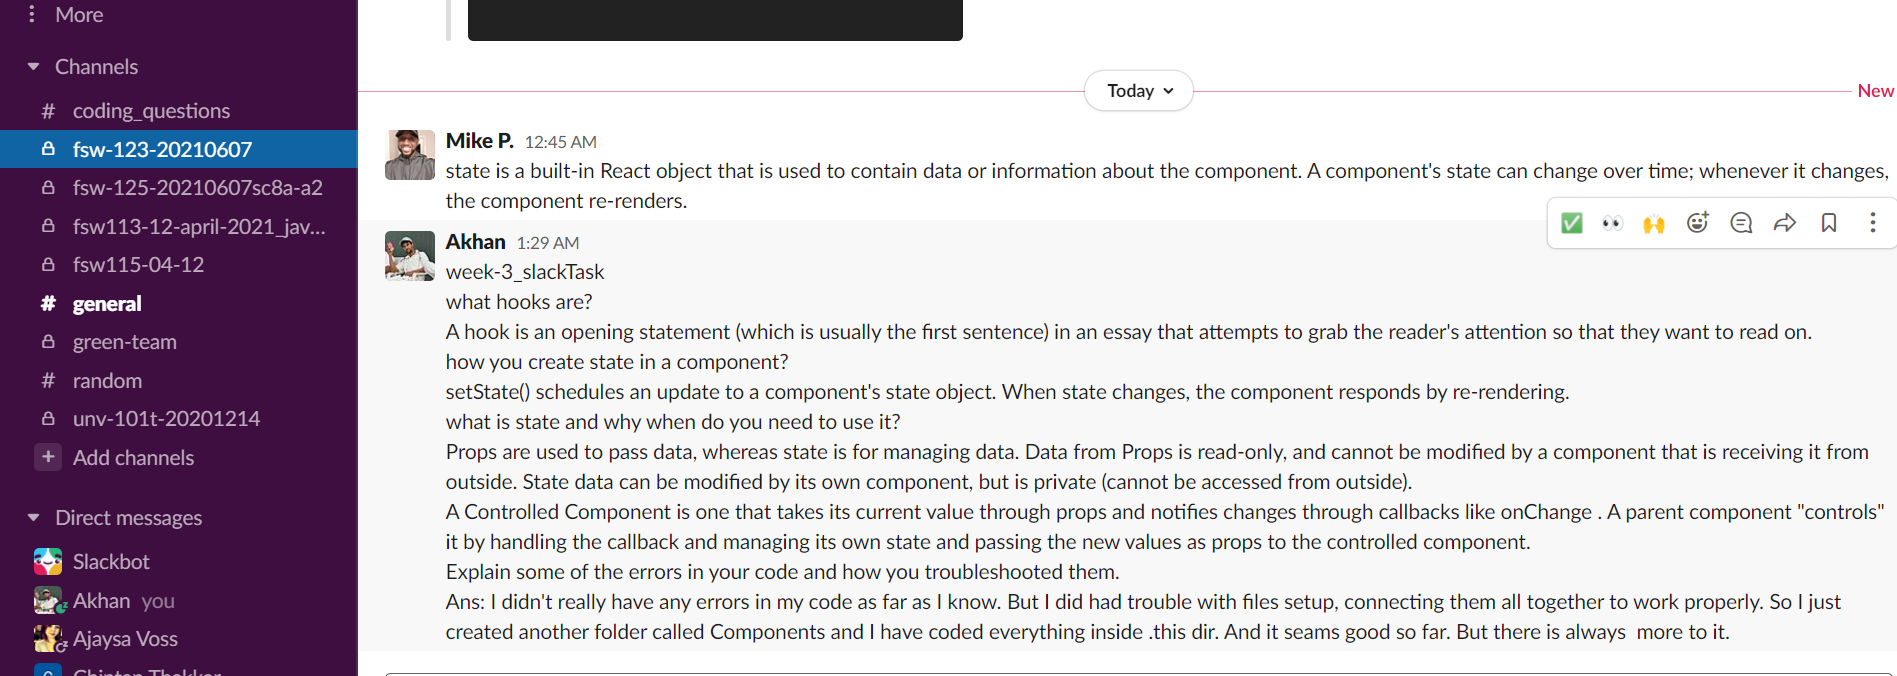 More
Channels
# coding_questions
fsw-123-20210607
fsw-125-20210607sc8a-a2
fsw113-12-april-2021_jav...
fsw115-04-12
# general
green-team
# random
unv-101t-20201214
+ Add channels
Direct messages
Slackbot
Akhan you
Ajaysa Voss
Today
New
Mike P. 12:45 AM
state is a built-in React object that is used to contain data or information about the component. A component's state can change over time; whenever it changes,
the component re-renders.
Akhan 1:29 AM
week-3_slackTask
what hooks are?
A hook is an opening statement (which is usually the first sentence) in an essay that attempts to grab the reader's attention so that they want to read on.
how you create state in a component?
setState() schedules an update to a component's state object. When state changes, the component responds by re-rendering.
what is state and why when do you need to use it?
Props are used to pass data, whereas state is for managing data. Data from Props is read-only, and cannot be modified by a component that is receiving it from
outside. State data can be modified by its own component, but is private (cannot be accessed from outside).
A Controlled Component is one that takes its current value through props and notifies changes through callbacks like onChange . A parent component "controls"
it by handling the callback and managing its own state and passing the new values as props to the controlled component.
Explain some of the errors in your code and how you troubleshooted them.
Ans: I didn't really have any errors in my code as far as I know. But I did had trouble with files setup, connecting them all together to work properly. So I just
created another folder called Components and I have coded everything inside .this dir. And it seams good so far. But there is always  more to it.